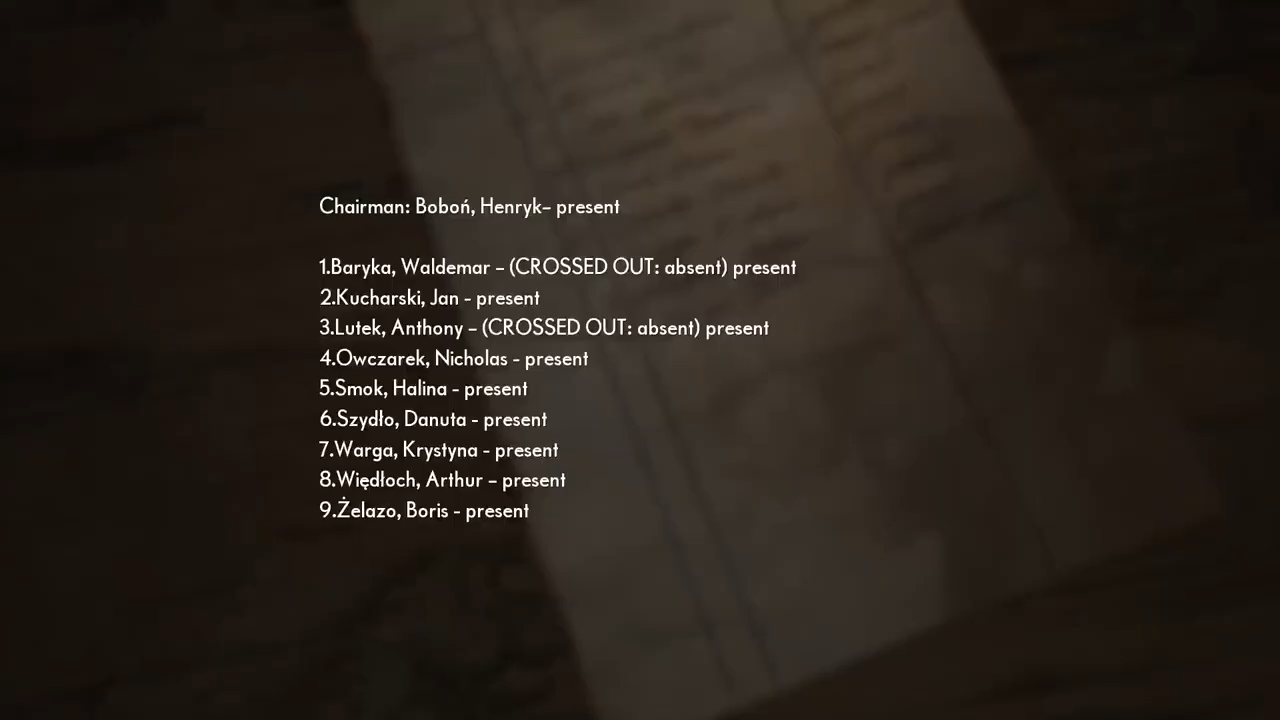 Chairman: Boboń, Henryk– present
1.Baryka, Waldemar – (CROSSED OUT: absent) present
2.Kucharski, Jan - present
3.Lutek, Anthony – (CROSSED OUT: absent) present
4.Owczarek, Nicholas - present
5.Smok, Halina - present
6.Szydło, Danuta - present
7.Warga, Krystyna - present
8.Więdłoch, Arthur – present
9.Żelazo, Boris - present